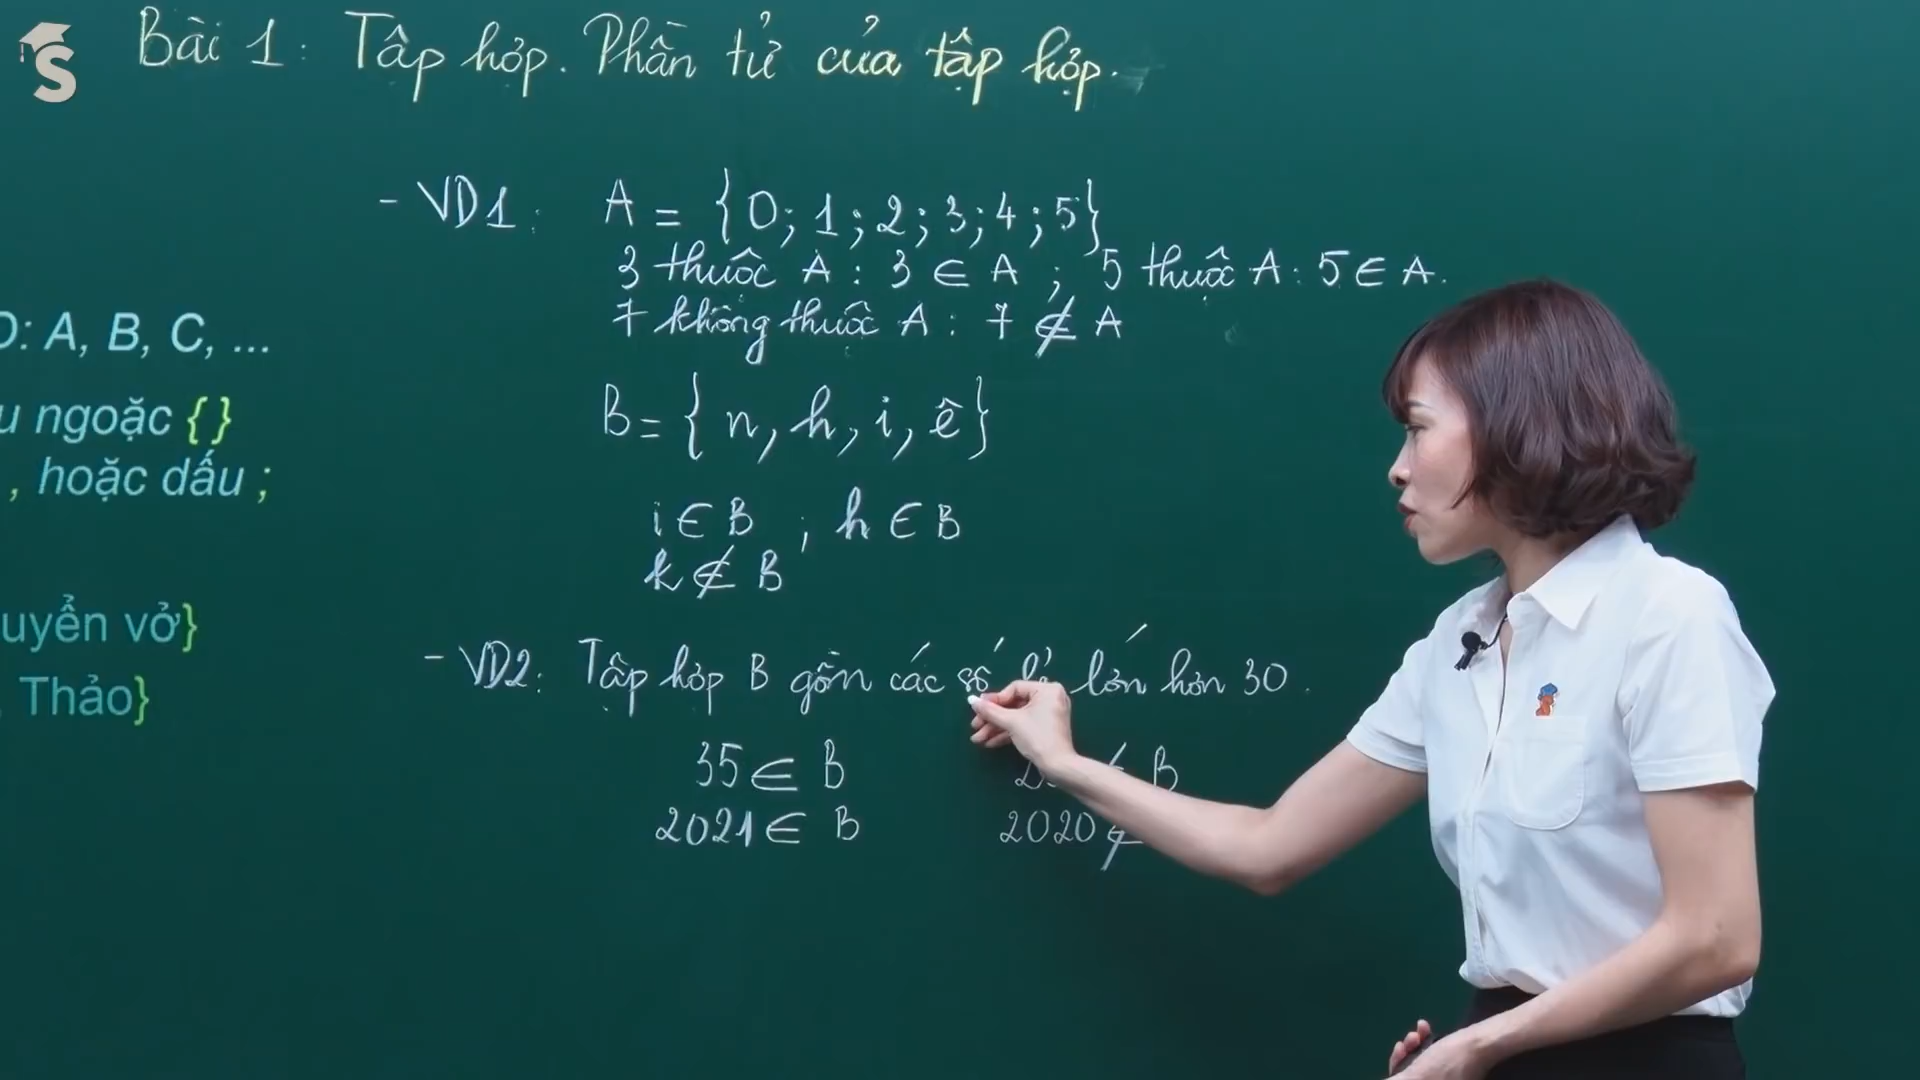 S
Bài 1: Tập hợp. Phần tử của tập hợp.
- VD1: A = {0; 1; 2; 3; 4; 5}
3 thuộc A : 3 ∈ A ; 5 thuộc A : 5 ∈ A.
7 không thuộc A : 7 ∉ A
: A, B, C, ...
ngoặc { }
, hoặc dấu ;
B = { n, h, i, ê }
i ∈ B ; h ∈ B
k ∉ B
uyển vở}
Thảo}
- VD2: Tập hợp B gồm các số lẻ lớn hơn 30.
35 ∈ B ∉ B
2021 ∈ B 2020 ∉